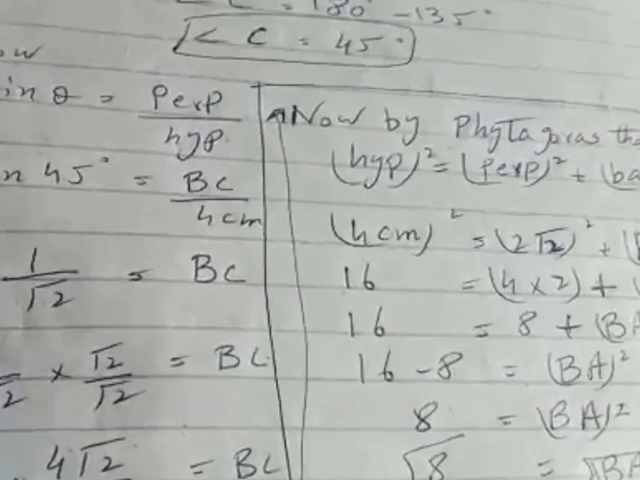 = 180° - 135°
< C = 45°
in θ = Perp / hyp
n 45° = BC / 4cm
1 / √2 = BC
2 × √2 / √2 = BC
4√2 = BC
Now by Phytagoras
(hyp)² = (perp)² + (ba
(4cm)² = (2√2)² + (
16 = (4 × 2) + (
16 = 8 + (BA
16 - 8 = (BA)²
8 = (BA)²
√8 = √BA